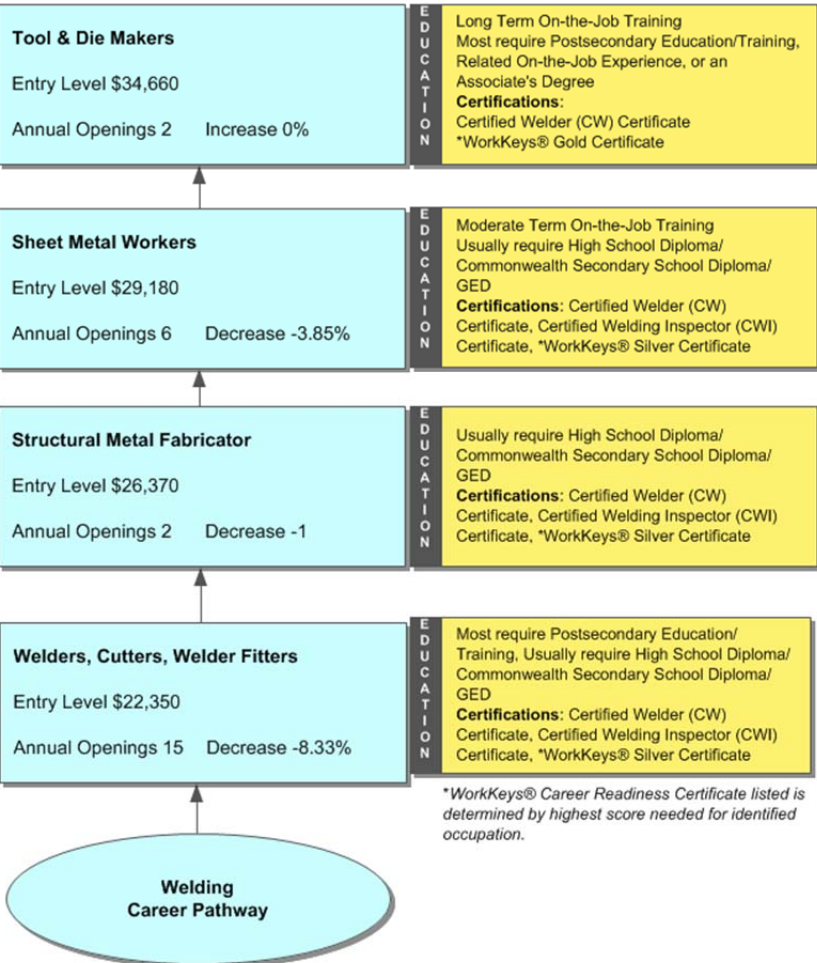 Tool & Die Makers
Entry Level $34,660
Annual Openings 2 Increase 0%
EDUCATION
Long Term On-the-Job Training
Most require Postsecondary Education/Training,
Related On-the-Job Experience, or an
Associate's Degree
Certifications:
Certified Welder (CW) Certificate
*WorkKeys® Gold Certificate
Sheet Metal Workers
Entry Level $29,180
Annual Openings 6 Decrease -3.85%
EDUCATION
Moderate Term On-the-Job Training
Usually require High School Diploma/
Commonwealth Secondary School Diploma/
GED
Certifications: Certified Welder (CW)
Certificate, Certified Welding Inspector (CWI)
Certificate, *WorkKeys® Silver Certificate
Structural Metal Fabricator
Entry Level $26,370
Annual Openings 2 Decrease -1
EDUCATION
Usually require High School Diploma/
Commonwealth Secondary School Diploma/
GED
Certifications: Certified Welder (CW)
Certificate, Certified Welding Inspector (CWI)
Certificate, *WorkKeys® Silver Certificate
Welders, Cutters, Welder Fitters
Entry Level $22,350
Annual Openings 15 Decrease -8.33%
EDUCATION
Most require Postsecondary Education/
Training, Usually require High School Diploma/
Commonwealth Secondary School Diploma/
GED
Certifications: Certified Welder (CW)
Certificate, Certified Welding Inspector (CWI)
Certificate, *WorkKeys® Silver Certificate
*WorkKeys® Career Readiness Certificate listed is
determined by highest score needed for identified
occupation.
Welding
Career Pathway